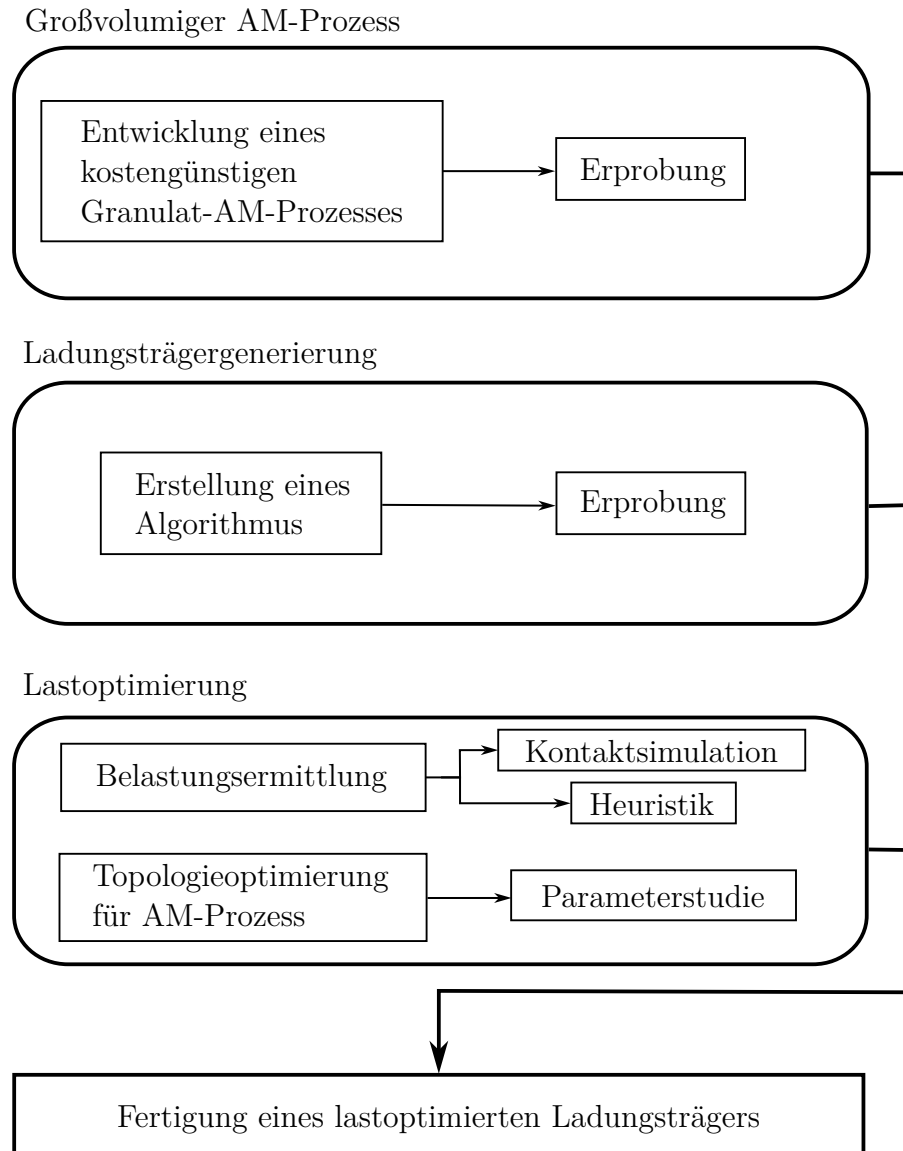 Großvolumiger AM-Prozess
Entwicklung eines
kostengünstigen
Granulat-AM-Prozesses
Erprobung
Ladungsträgergenerierung
Erstellung eines
Algorithmus
Erprobung
Lastoptimierung
Belastungsermittlung
Kontaktsimulation
Heuristik
Topologieoptimierung
für AM-Prozess
Parameterstudie
Fertigung eines lastoptimierten Ladungsträgers